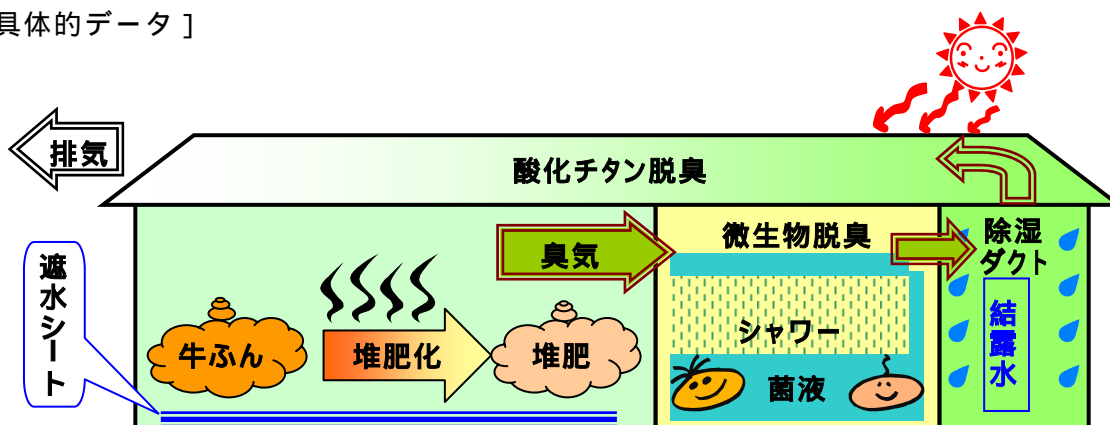 具体的データ ]
排気
酸化チタン脱臭
臭気
微生物脱臭
除湿
ダクト
遮水シート
牛ふん
堆肥化
堆肥
シャワー
菌液
結露水